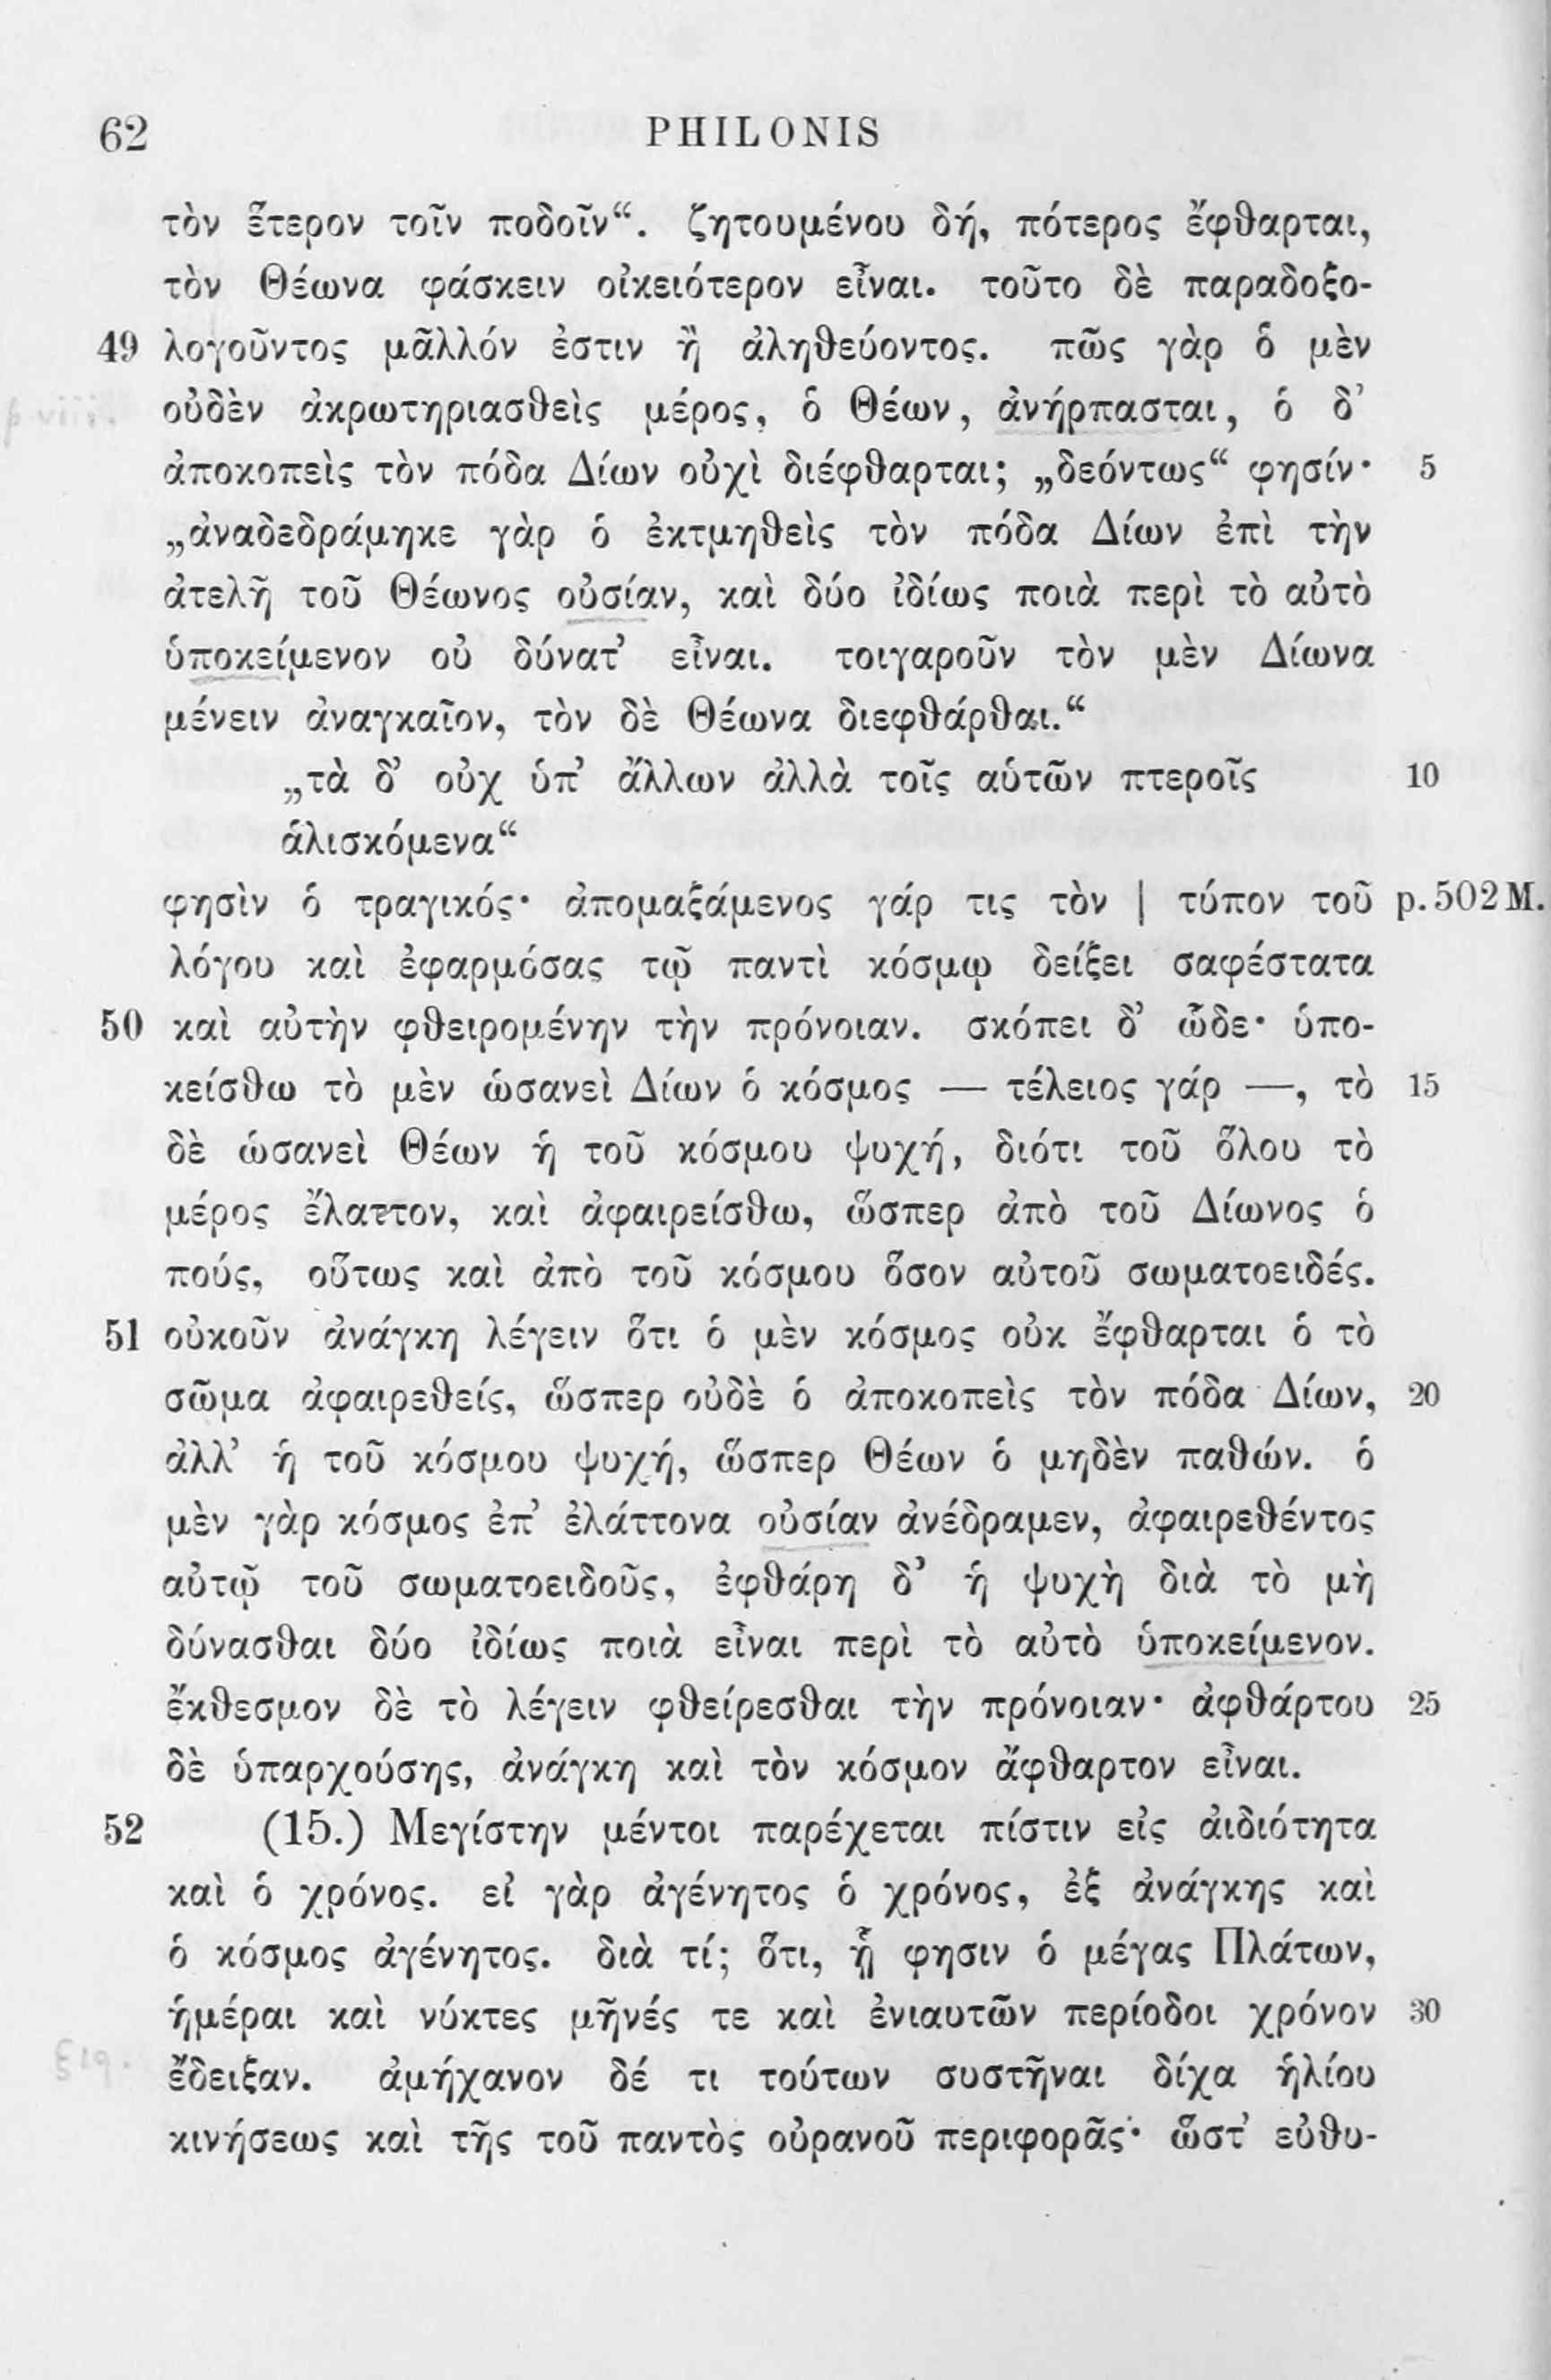 62 PHILONIS
τὸν ἕτερον τοῖν ποδοῖν“. ζητουμένου δή, πότερος ἔφθαρται,
τὸν Θέωνα φάσκειν οἰκειότερον εἶναι. τοῦτο δὲ παραδοξο-
49 λογοῦντος μᾶλλόν ἐστιν ἢ ἀληθεύοντος. πῶς γὰρ ὁ μὲν
p viii. οὐδὲν ἀκρωτηριασθεὶς μέρος, ὁ Θέων, ἀνήρπασται, ὁ δ’
ἀποκοπεὶς τὸν πόδα Δίων οὐχὶ διέφθαρται; „δεόντως“ φησίν· 5
„ἀναδεδράμηκε γὰρ ὁ ἐκτμηθεὶς τὸν πόδα Δίων ἐπὶ τὴν
ἀτελῆ τοῦ Θέωνος οὐσίαν, καὶ δύο ἰδίως ποιὰ περὶ τὸ αὐτὸ
ὑποκείμενον οὐ δύνατ’ εἶναι. τοιγαροῦν τὸν μὲν Δίωνα
μένειν ἀναγκαῖον, τὸν δὲ Θέωνα διεφθάρθαι.“
„τὰ δ’ οὐχ ὑπ’ ἄλλων ἀλλὰ τοῖς αὑτῶν πτεροῖς 10
ἁλισκόμενα“
φησὶν ὁ τραγικός· ἀπομαξάμενος γάρ τις τὸν | τύπον τοῦ p. 502 M.
λόγου καὶ ἐφαρμόσας τῷ παντὶ κόσμῳ δείξει σαφέστατα
50 καὶ αὐτὴν φθειρομένην τὴν πρόνοιαν. σκόπει δ’ ὧδε· ὑπο-
κείσθω τὸ μὲν ὡσανεὶ Δίων ὁ κόσμος — τέλειος γάρ —, τὸ 15
δὲ ὡσανεὶ Θέων ἡ τοῦ κόσμου ψυχή, διότι τοῦ ὅλου τὸ
μέρος ἔλαττον, καὶ ἀφαιρείσθω, ὥσπερ ἀπὸ τοῦ Δίωνος ὁ
πούς, οὕτως καὶ ἀπὸ τοῦ κόσμου ὅσον αὐτοῦ σωματοειδές.
51 οὐκοῦν ἀνάγκη λέγειν ὅτι ὁ μὲν κόσμος οὐκ ἔφθαρται ὁ τὸ
σῶμα ἀφαιρεθείς, ὥσπερ οὐδὲ ὁ ἀποκοπεὶς τὸν πόδα Δίων, 20
ἀλλ’ ἡ τοῦ κόσμου ψυχή, ὥσπερ Θέων ὁ μηδὲν παθών. ὁ
μὲν γὰρ κόσμος ἐπ’ ἐλάττονα οὐσίαν ἀνέδραμεν, ἀφαιρεθέντος
αὐτῷ τοῦ σωματοειδοῦς, ἐφθάρη δ’ ἡ ψυχὴ διὰ τὸ μὴ
δύνασθαι δύο ἰδίως ποιὰ εἶναι περὶ τὸ αὐτὸ ὑποκείμενον.
ἔκθεσμον δὲ τὸ λέγειν φθείρεσθαι τὴν πρόνοιαν· ἀφθάρτου 25
δὲ ὑπαρχούσης, ἀνάγκη καὶ τὸν κόσμον ἄφθαρτον εἶναι.
52 (15.) Μεγίστην μέντοι παρέχεται πίστιν εἰς ἀιδιότητα
καὶ ὁ χρόνος. εἰ γὰρ ἀγένητος ὁ χρόνος, ἐξ ἀνάγκης καὶ
ὁ κόσμος ἀγένητος. διὰ τί; ὅτι, ᾗ φησιν ὁ μέγας Πλάτων,
ἡμέραι καὶ νύκτες μῆνές τε καὶ ἐνιαυτῶν περίοδοι χρόνον 30
ἔδειξαν. ἀμήχανον δέ τι τούτων συστῆναι δίχα ἡλίου
κινήσεως καὶ τῆς τοῦ παντὸς οὐρανοῦ περιφορᾶς· ὥστ’ εὐθυ-